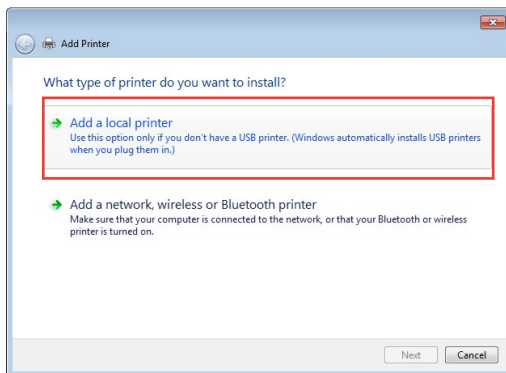 Add Printer
What type of printer do you want to install?
Add a local printer
Use this option only if you don't have a USB printer. (Windows automatically installs USB printers
when you plug them in.)
Add a network, wireless or Bluetooth printer
Make sure that your computer is connected to the network, or that your Bluetooth or wireless
printer is turned on.
Next Cancel